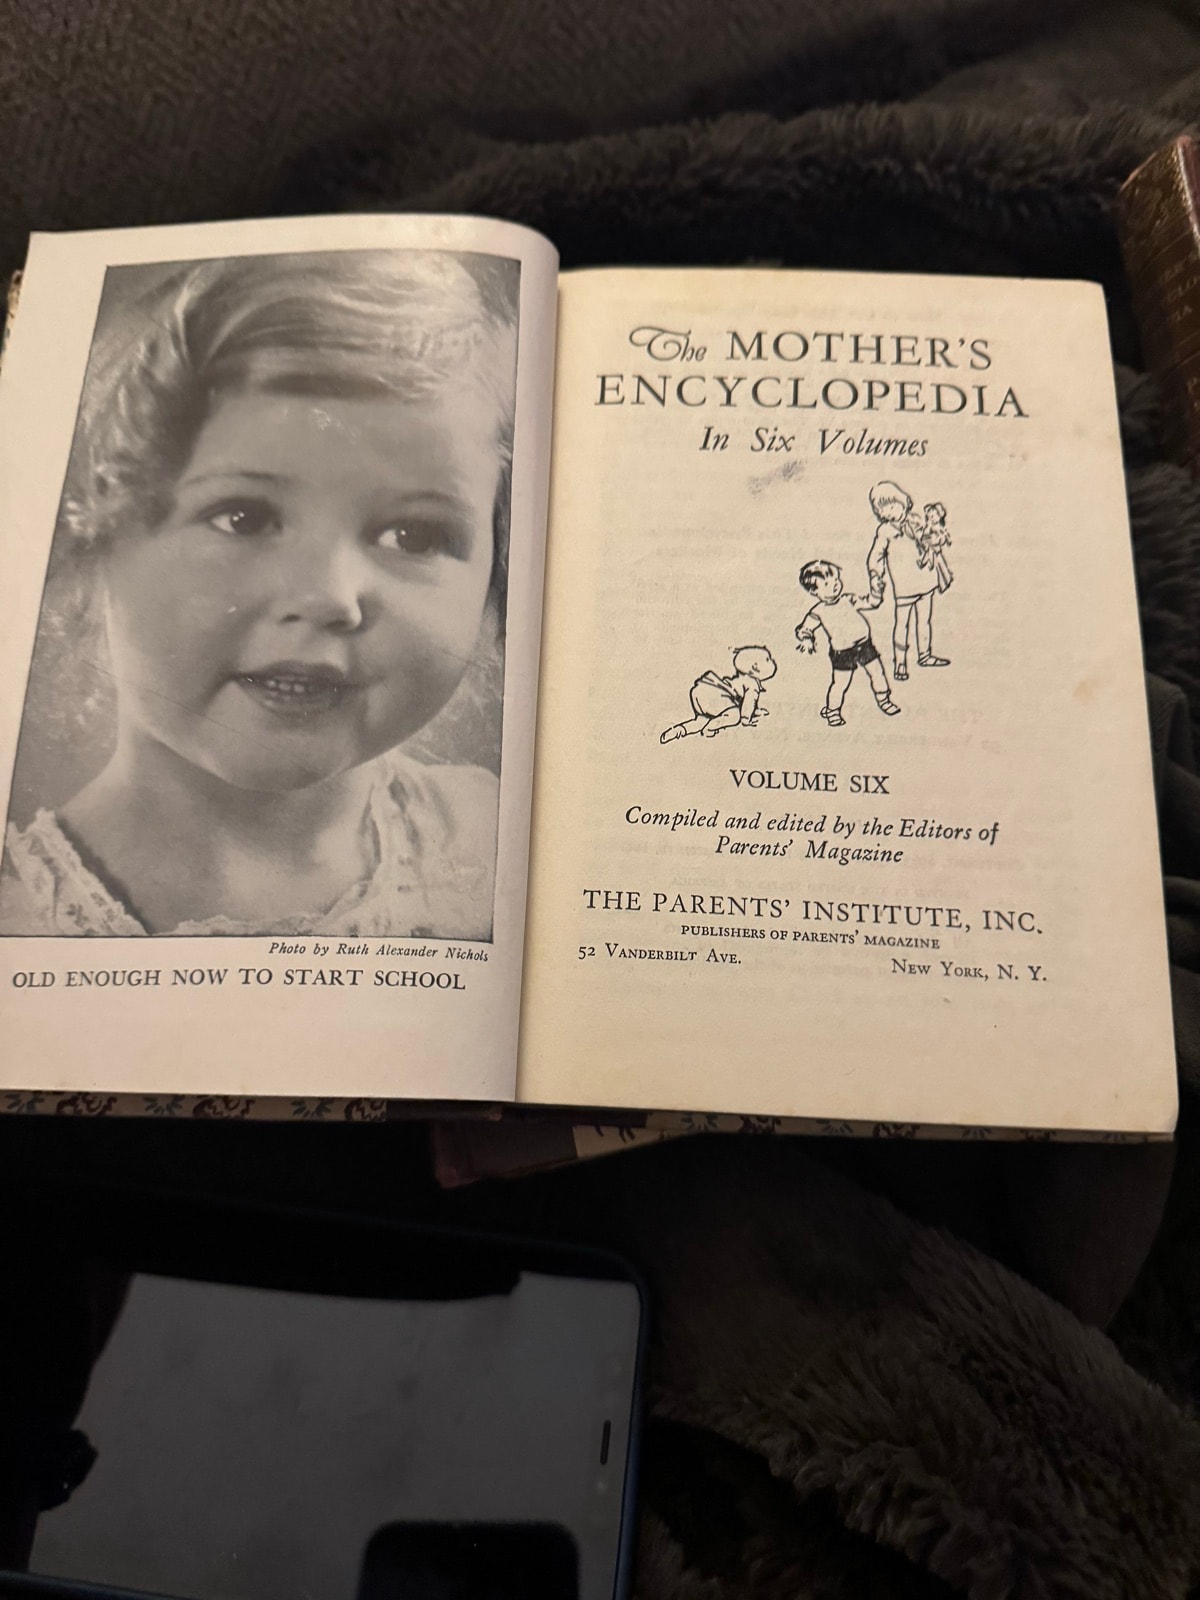 Photo by Ruth Alexander Nichols
OLD ENOUGH NOW TO START SCHOOL
The MOTHER'S
ENCYCLOPEDIA
In Six Volumes
VOLUME SIX
Compiled and edited by the Editors of
Parents' Magazine
THE PARENTS' INSTITUTE, INC.
PUBLISHERS OF PARENTS' MAGAZINE
52 VANDERBILT AVE. NEW YORK, N. Y.